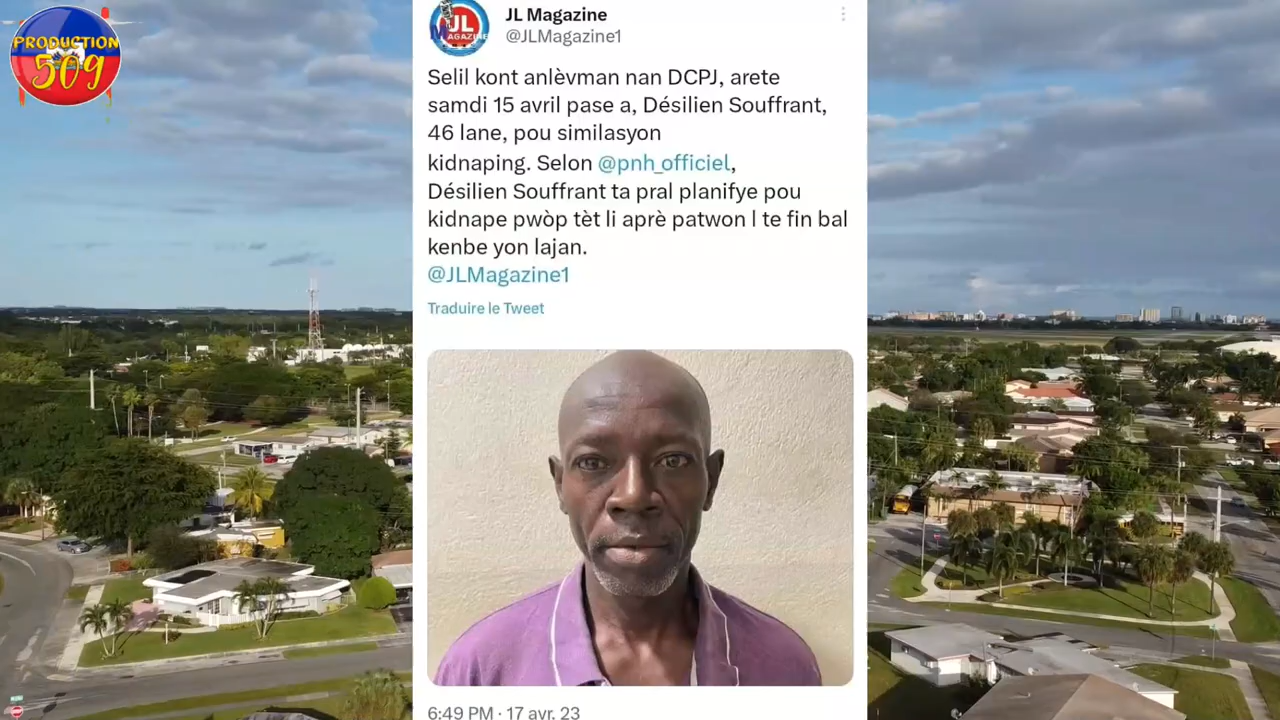 PRODUCTION
509
JL
MAGAZINE
JL Magazine
@JLMagazine1
Selil kont anlèvman nan DCPJ, arete
samdi 15 avril pase a, Désilien Souffrant,
46 lane, pou similasyon
kidnaping. Selon @pnh_officiel,
Désilien Souffrant ta pral planifye pou
kidnape pwòp tèt li aprè patwon l te fin bal
kenbe yon lajan.
@JLMagazine1
Traduire le Tweet
6:49 PM · 17 avr. 23